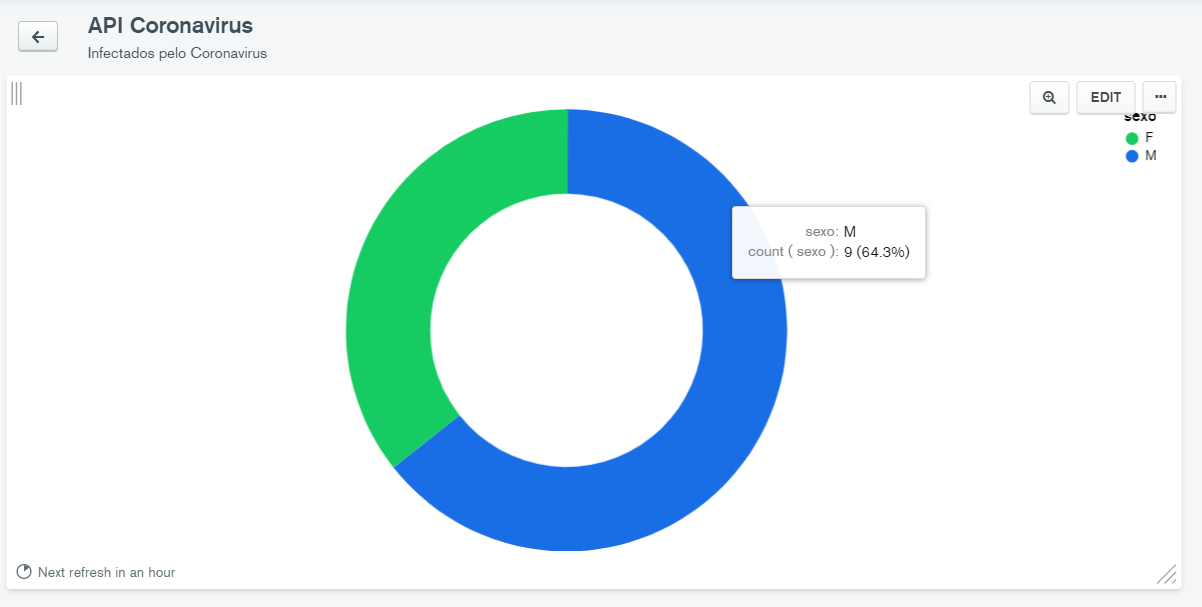 API Coronavirus
Infectados pelo Coronavirus
EDIT
sexo
F
M
sexo: M
count ( sexo ): 9 (64.3%)
Next refresh in an hour